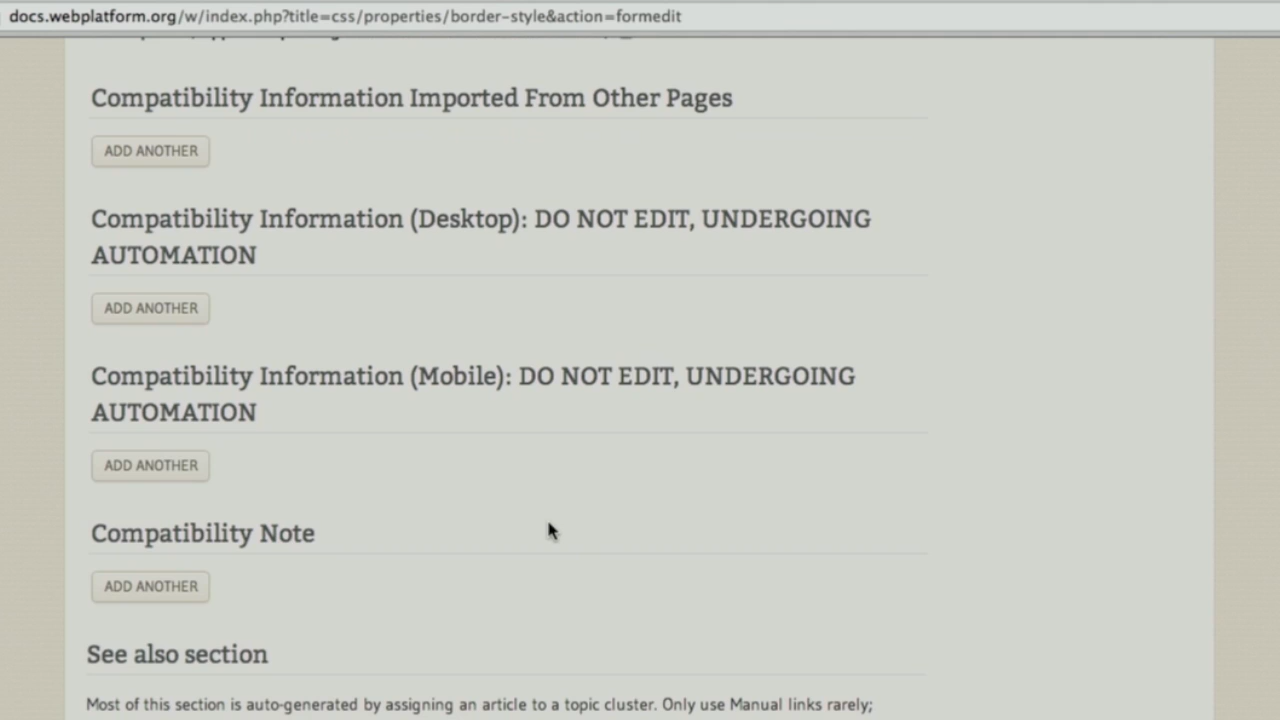 docs.webplatform.org/w/index.php?title=css/properties/border-style&action=formedit
Compatibility Information Imported From Other Pages
ADD ANOTHER
Compatibility Information (Desktop): DO NOT EDIT, UNDERGOING
AUTOMATION
ADD ANOTHER
Compatibility Information (Mobile): DO NOT EDIT, UNDERGOING
AUTOMATION
ADD ANOTHER
Compatibility Note
ADD ANOTHER
See also section
Most of this section is auto-generated by assigning an article to a topic cluster. Only use Manual links rarely;